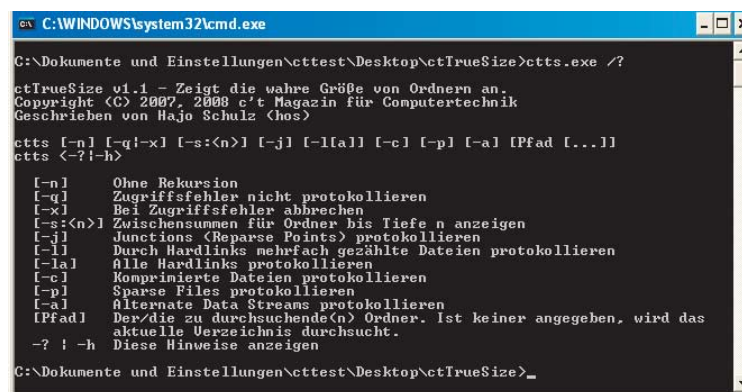 C:\WINDOWS\system32\cmd.exe
C:\Dokumente und Einstellungen\cttest\Desktop\ctTrueSize>ctts.exe /?
ctTrueSize v1.1 – Zeigt die wahre Größe von Ordnern an.
Copyright (C) 2007, 2008 c't Magazin für Computertechnik
Geschrieben von Hajo Schulz (hos)
ctts [-n] [-q¦-x] [-s:<n>] [-j] [-l[a]] [-c] [-p] [-a] [Pfad [...]]
ctts <-?¦-h>
[-n] Ohne Rekursion
[-q] Zugriffsfehler nicht protokollieren
[-x] Bei Zugriffsfehler abbrechen
[-s:<n>] Zwischensummen für Ordner bis Tiefe n anzeigen
[-j] Junctions (Reparse Points) protokollieren
[-l] Durch Hardlinks mehrfach gezählte Dateien protokollieren
[-la] Alle Hardlinks protokollieren
[-c] Komprimierte Dateien protokollieren
[-p] Sparse Files protokollieren
[-a] Alternate Data Streams protokollieren
[Pfad] Der/die zu durchsuchende(n) Ordner. Ist keiner angegeben, wird das
aktuelle Verzeichnis durchsucht.
-? ¦ -h Diese Hinweise anzeigen
C:\Dokumente und Einstellungen\cttest\Desktop\ctTrueSize>_